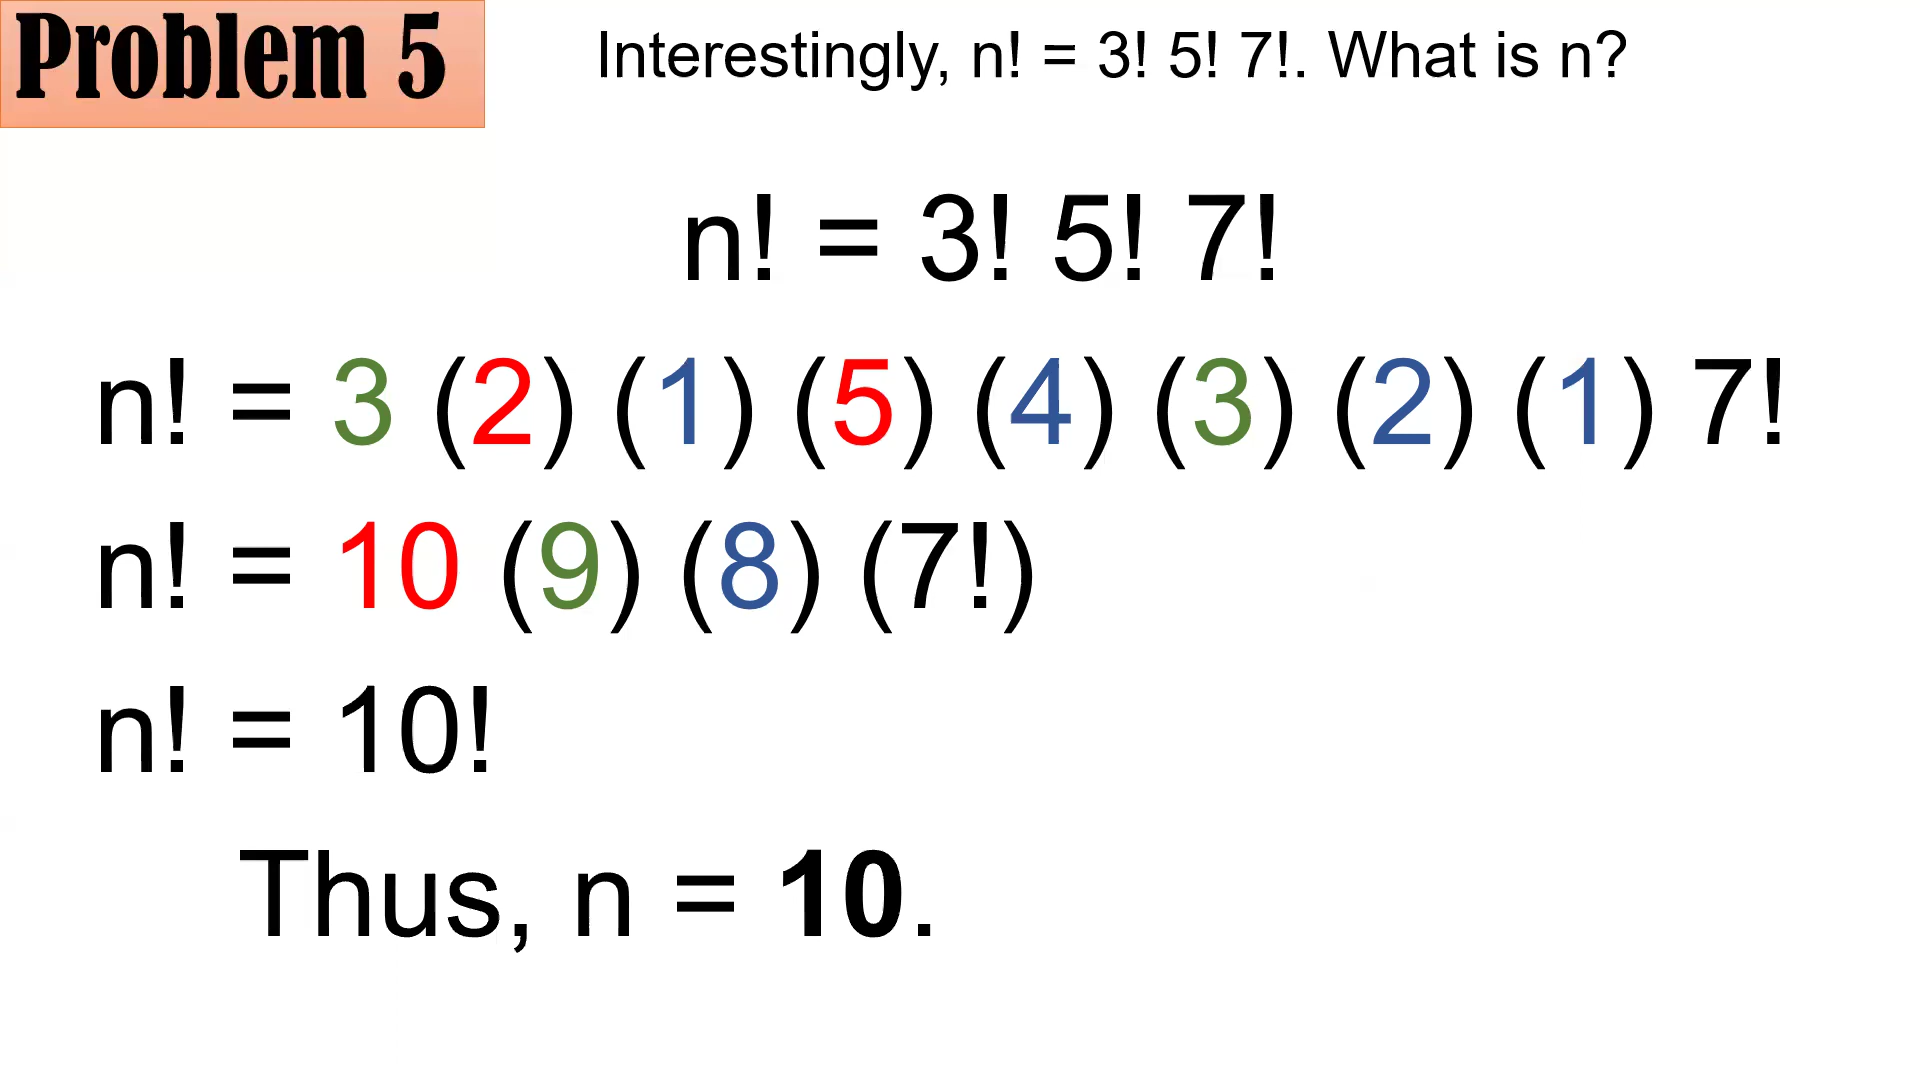 Problem 5
Interestingly, n! = 3! 5! 7!. What is n?
n! = 3! 5! 7!
n! = 3 (2) (1) (5) (4) (3) (2) (1) 7!
n! = 10 (9) (8) (7!)
n! = 10!
Thus, n = 10.